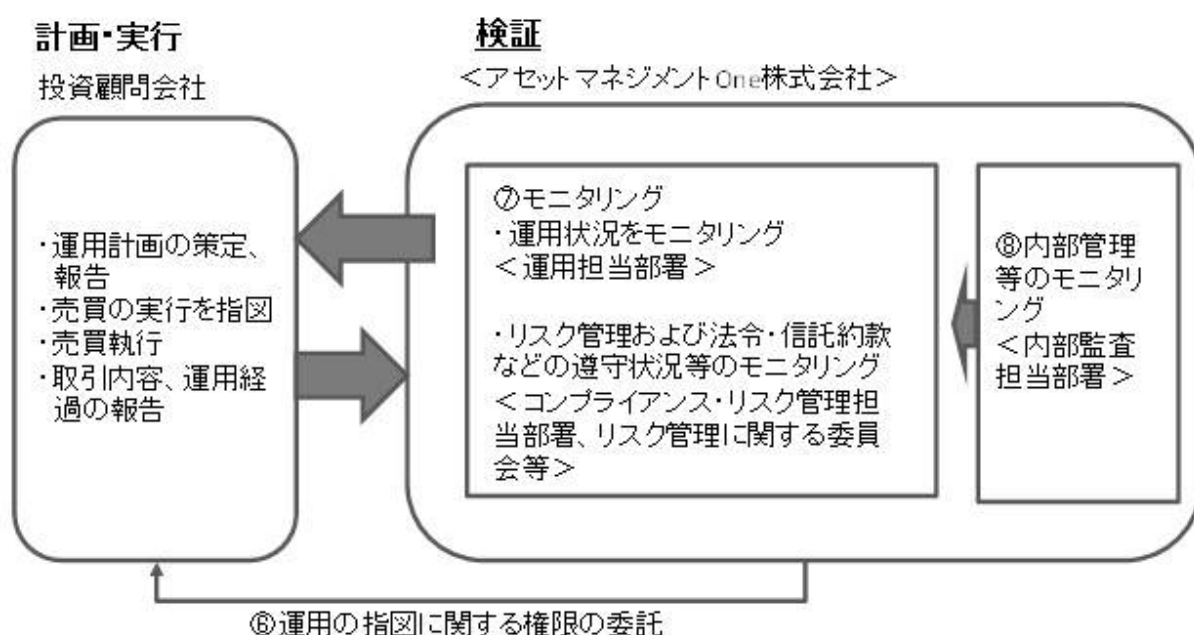 計画・実行
投資顧問会社
・運用計画の策定、
報告
・売買の実行を指図
・売買執行
・取引内容、運用経
過の報告
検証
＜アセットマネジメントOne株式会社＞
⑦モニタリング
・運用状況をモニタリング
＜運用担当部署＞
・リスク管理および法令・信託約款
などの遵守状況等のモニタリング
＜コンプライアンス・リスク管理担
当部署、リスク管理に関する委員
会等＞
⑧内部管理
等のモニタリ
ング
＜内部監査
担当部署＞
⑥運用の指図に関する権限の委託